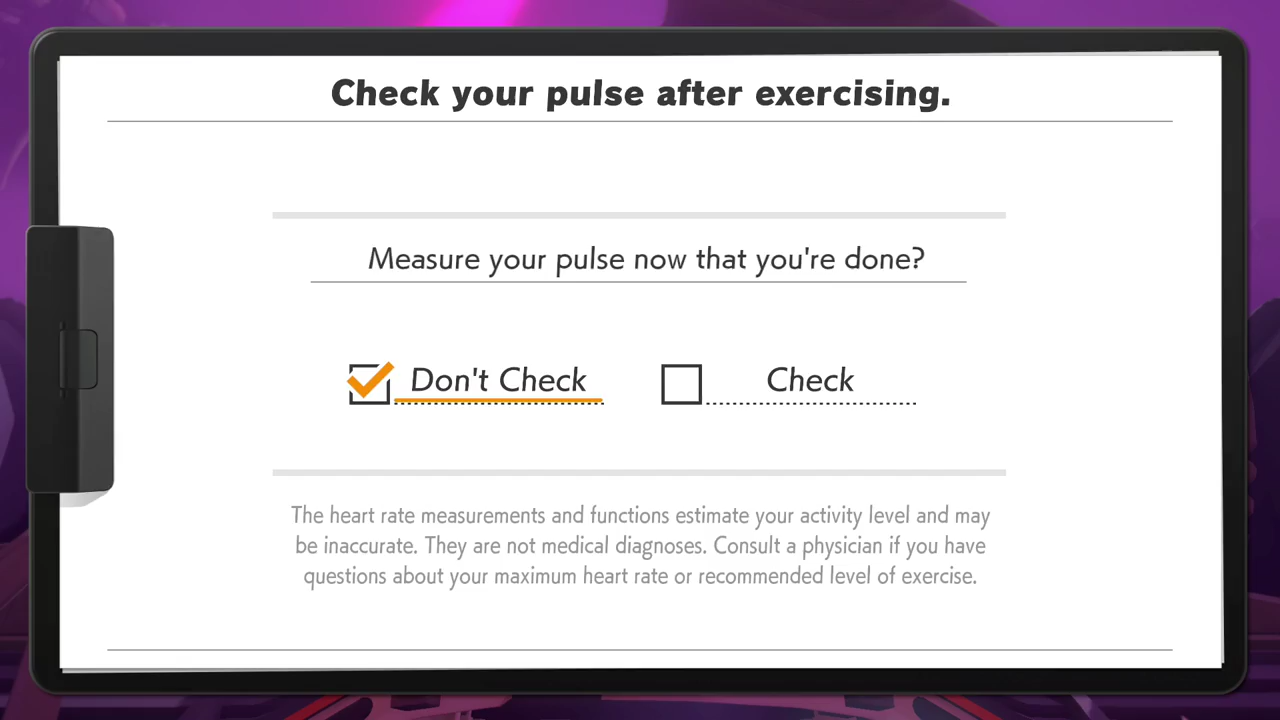 Check your pulse after exercising.
Measure your pulse now that you're done?
Don't Check
Check
The heart rate measurements and functions estimate your activity level and may
be inaccurate. They are not medical diagnoses. Consult a physician if you have
questions about your maximum heart rate or recommended level of exercise.